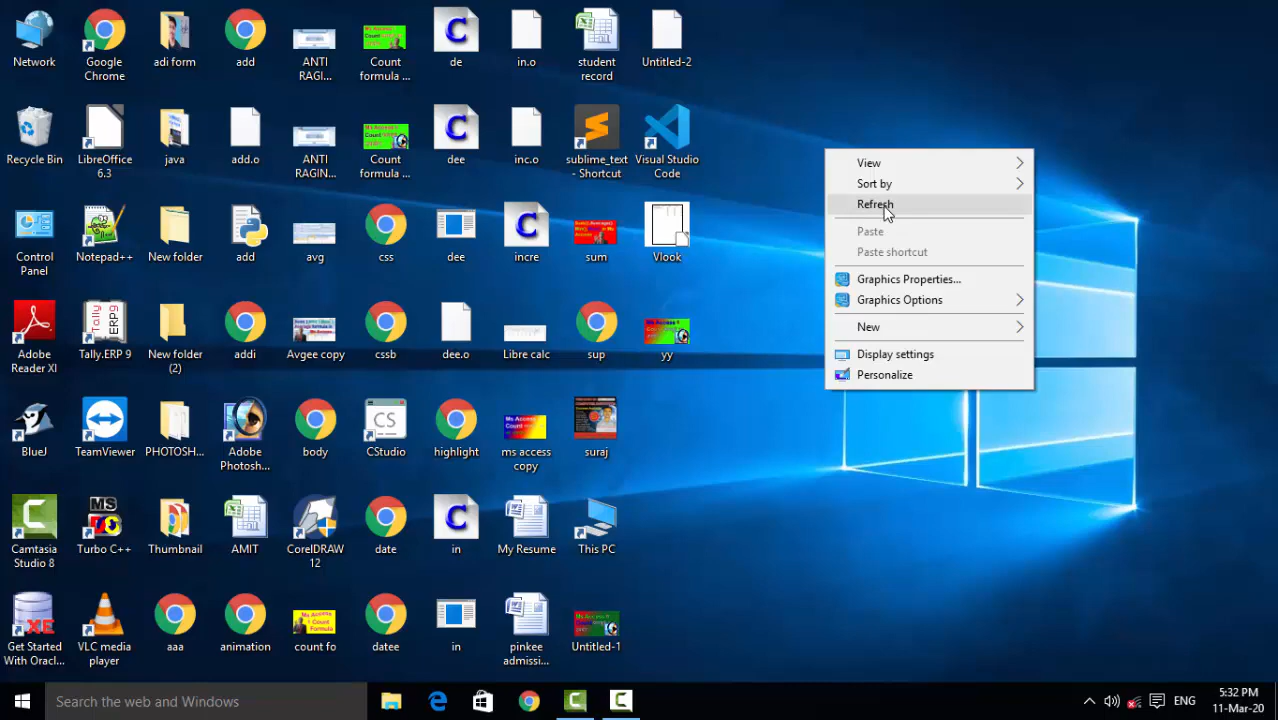 Network
Google Chrome
adi form
add
ANTI RAGI...
Count formula ...
de
in.o
student record
Untitled-2
Recycle Bin
LibreOffice 6.3
java
add.o
ANTI RAGIN...
Count formula ...
dee
inc.o
sublime_text - Shortcut
Visual Studio Code
Control Panel
Notepad++
New folder
add
avg
css
dee
incre
sum
Vlook
Adobe Reader XI
Tally.ERP 9
New folder (2)
addi
Avgee copy
cssb
dee.o
Libre calc
sup
yy
BlueJ
TeamViewer
PHOTOSH...
Adobe Photosh...
body
CStudio
highlight
ms access copy
suraj
Camtasia Studio 8
Turbo C++
Thumbnail
AMIT
CorelDRAW 12
date
in
My Resume
This PC
Get Started With Oracl...
VLC media player
aaa
animation
count fo
datee
in
pinkee admissi...
Untitled-1
View
Sort by
Refresh
Paste
Paste shortcut
Graphics Properties...
Graphics Options
New
Display settings
Personalize
Search the web and Windows
ENG
5:32 PM
11-Mar-20